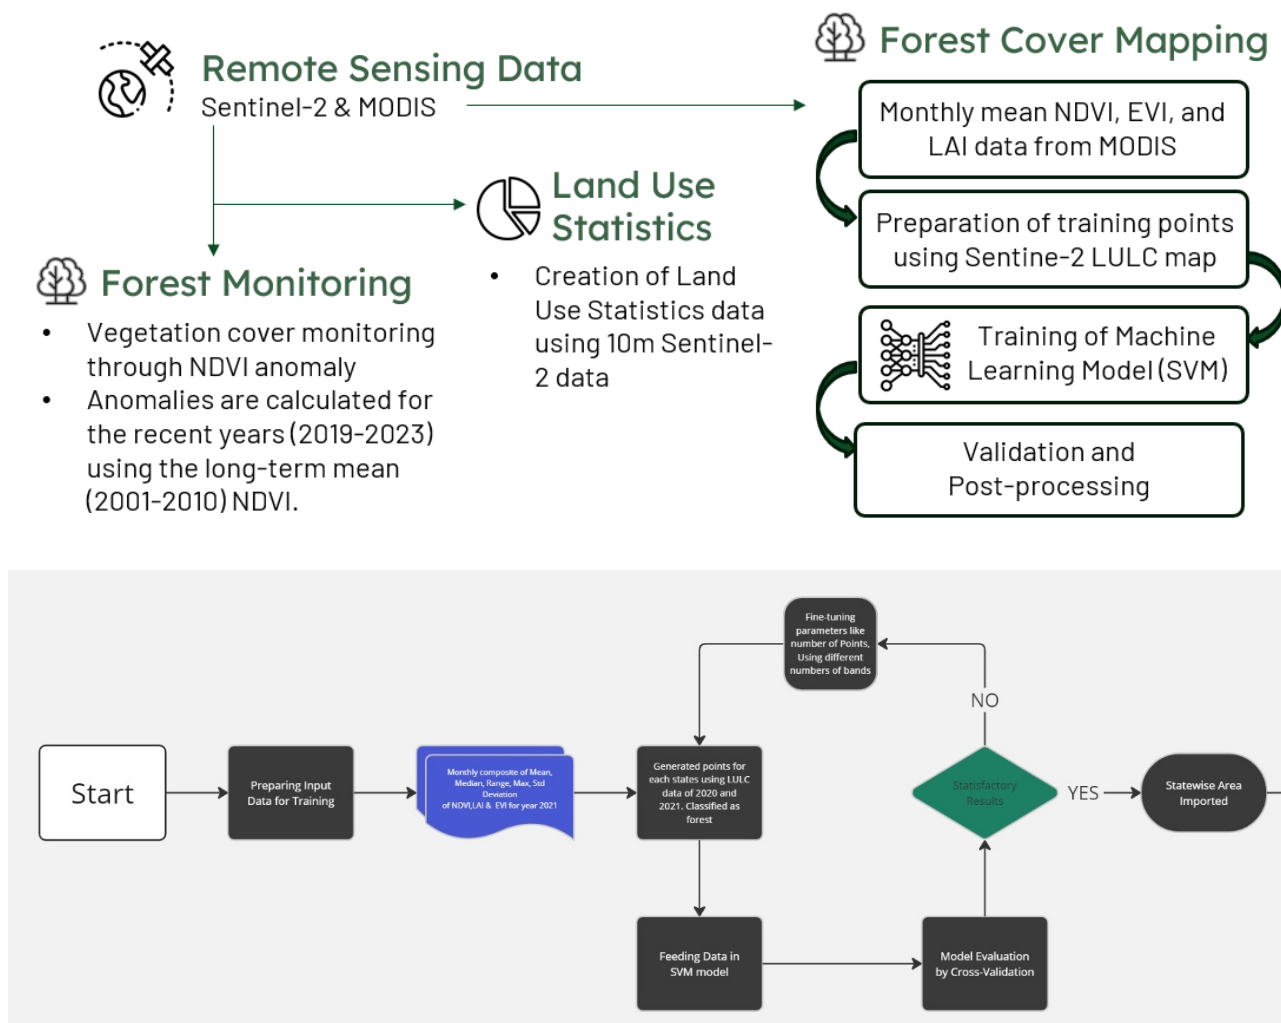 Remote Sensing Data
Sentinel-2 & MODIS
Forest Monitoring
• Vegetation cover monitoring
through NDVI anomaly
• Anomalies are calculated for
the recent years (2019-2023)
using the long-term mean
(2001-2010) NDVI.
Land Use
Statistics
• Creation of Land
Use Statistics data
using 10m Sentinel-
2 data
Forest Cover Mapping
Monthly mean NDVI, EVI, and
LAI data from MODIS
Preparation of training points
using Sentine-2 LULC map
Training of Machine
Learning Model (SVM)
Validation and
Post-processing
Start
Preparing Input
Data for Training
Monthly composite of Mean,
Median, Range, Max, Std
Deviation
of NDVI,LAI & EVI for year 2021
Generated points for
each states using LULC
data of 2020 and
2021. Classified as
forest
Feeding Data in
SVM model
Model Evaluation
by Cross-Validation
Statisfactory
Results
NO
Fine-tuning
parameters like
number of Points,
Using different
numbers of bands
YES
Statewise Area
Imported